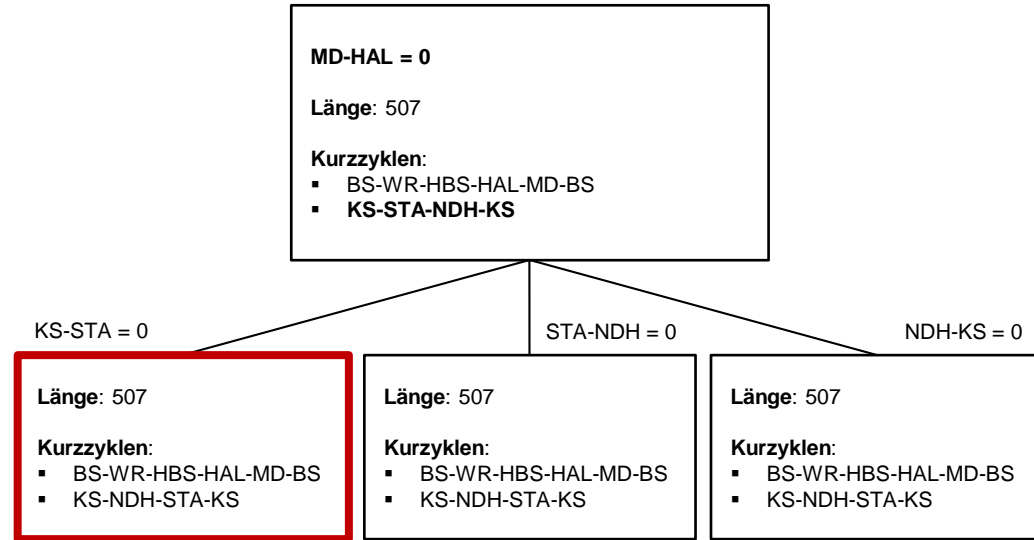 MD-HAL = 0
Länge: 507
Kurzzyklen:
▪ BS-WR-HBS-HAL-MD-BS
▪ KS-STA-NDH-KS
KS-STA = 0
STA-NDH = 0
NDH-KS = 0
Länge: 507
Kurzzyklen:
▪ BS-WR-HBS-HAL-MD-BS
▪ KS-NDH-STA-KS
Länge: 507
Kurzyklen:
▪ BS-WR-HBS-HAL-MD-BS
▪ KS-NDH-STA-KS
Länge: 507
Kurzyklen:
▪ BS-WR-HBS-HAL-MD-BS
▪ KS-NDH-STA-KS